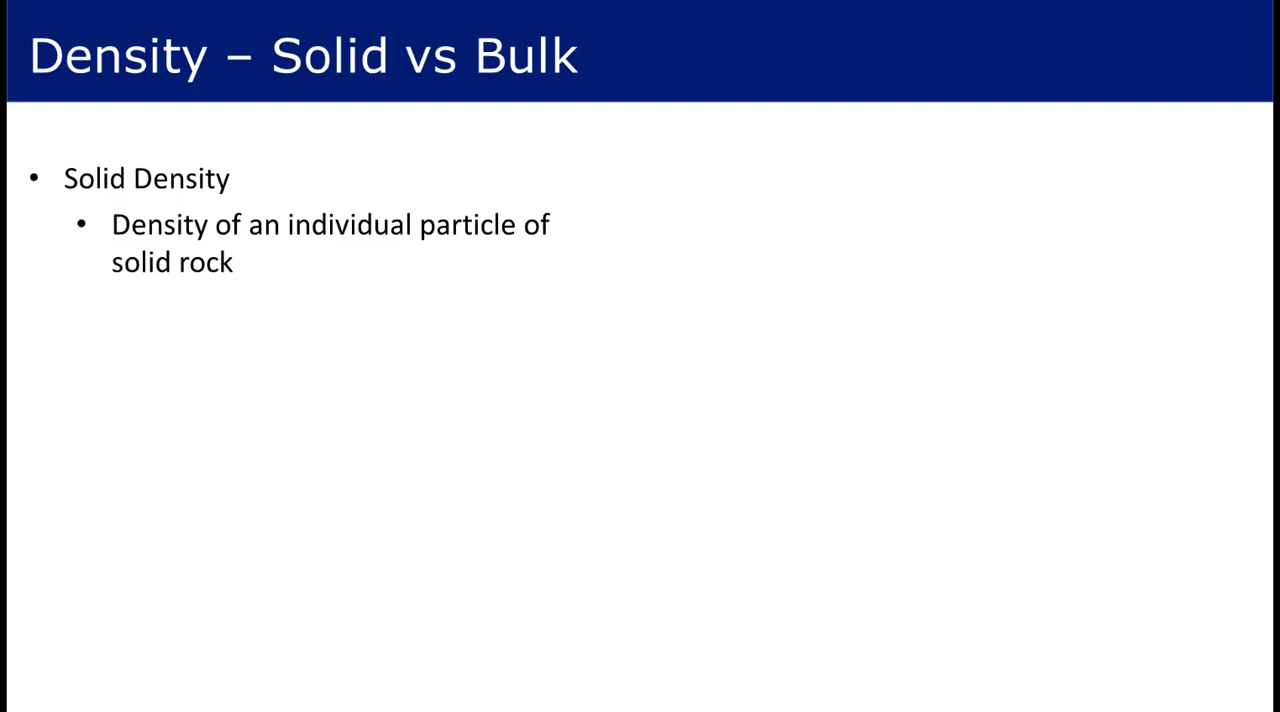 Density – Solid vs Bulk
• Solid Density
• Density of an individual particle of
solid rock